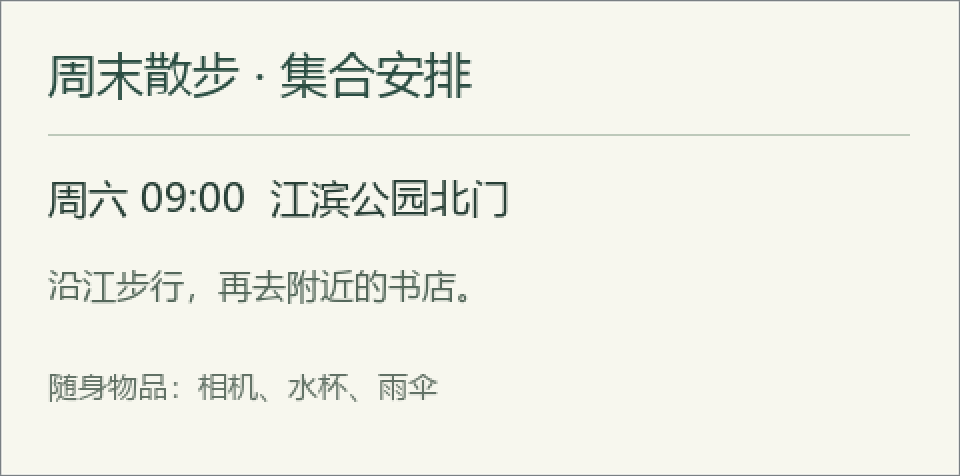 周末散步 · 集合安排
周六 09:00 江滨公园北门
沿江步行，再去附近的书店。
随身物品：相机、水杯、雨伞